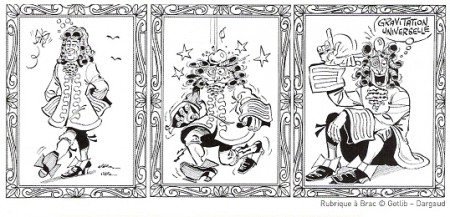 GRAVITATION
UNIVERSELLE
Rubrique à Brac © Gotlib - Dargaud